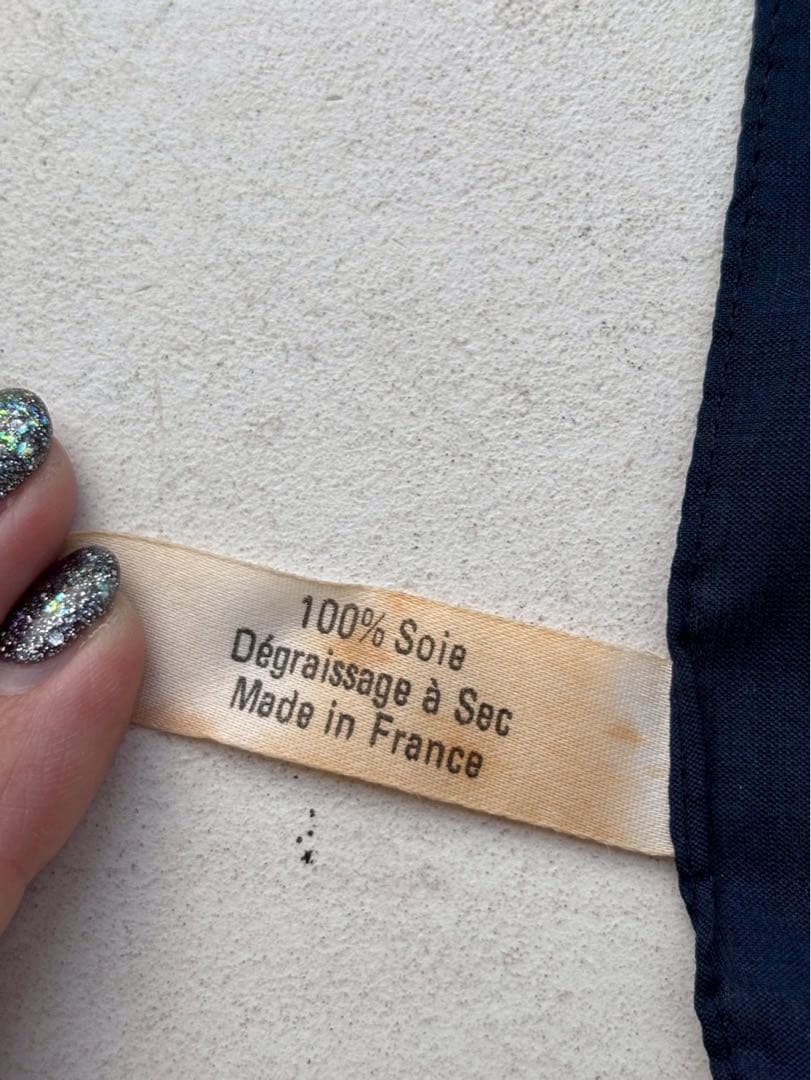 100% Soie
Dégraissage à Sec
Made in France